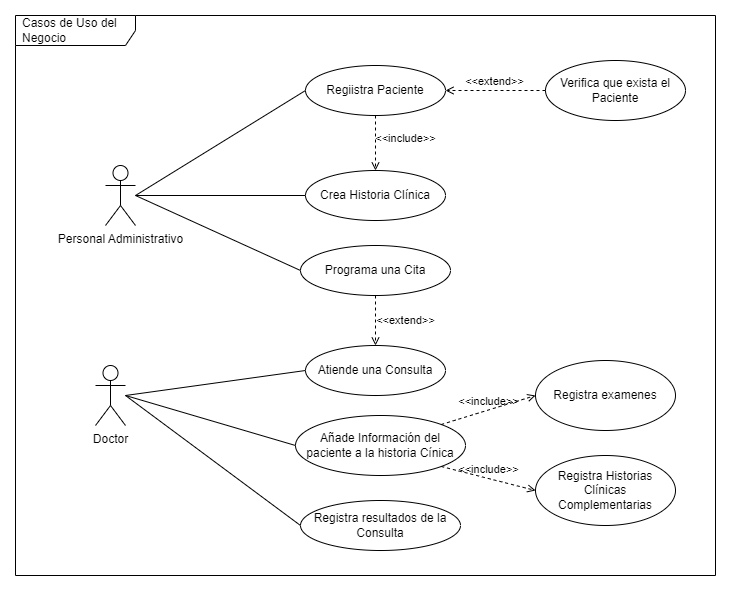 Casos de Uso del
Negocio
Regiistra Paciente
<<extend>>
Verifica que exista el
Paciente
<<include>>
Crea Historia Clínica
Personal Administrativo
Programa una Cita
<<extend>>
Atiende una Consulta
Doctor
<<include>>
Registra examenes
Añade Información del
paciente a la historia Cínica
<<include>>
Registra Historias
Clínicas
Complementarias
Registra resultados de la
Consulta